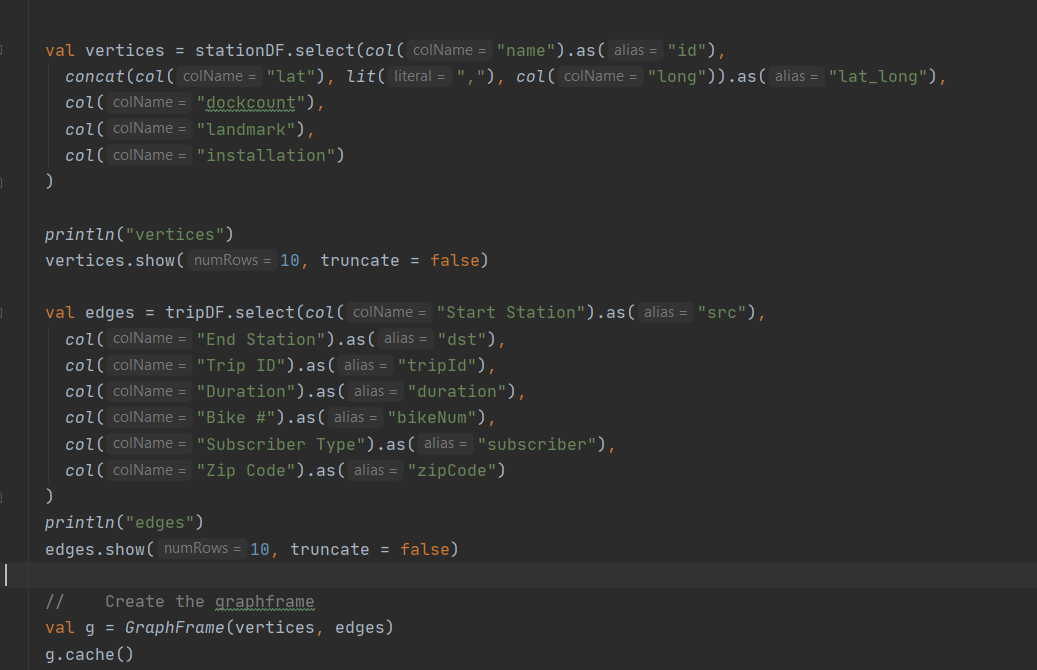 val vertices = stationDF.select(col( colName = "name").as( alias = "id"),
concat(col( colName = "lat"), lit( literal = ","), col( colName = "long")).as( alias = "lat_long"),
col( colName = "dockcount"),
col( colName = "landmark"),
col( colName = "installation")
)
println("vertices")
vertices.show( numRows = 10, truncate = false)
val edges = tripDF.select(col( colName = "Start Station").as( alias = "src"),
col( colName = "End Station").as( alias = "dst"),
col( colName = "Trip ID").as( alias = "tripId"),
col( colName = "Duration").as( alias = "duration"),
col( colName = "Bike #").as( alias = "bikeNum"),
col( colName = "Subscriber Type").as( alias = "subscriber"),
col( colName = "Zip Code").as( alias = "zipCode")
)
println("edges")
edges.show( numRows = 10, truncate = false)
// Create the graphframe
val g = GraphFrame(vertices, edges)
g.cache()